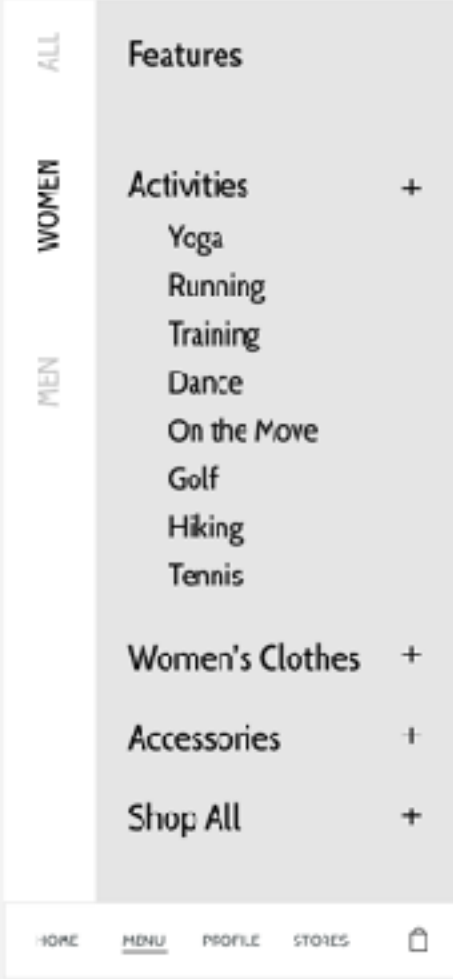 ALL
WOMEN
MEN
Features
Activities +
Yoga
Running
Training
Dance
On the Move
Golf
Hiking
Tennis
Women's Clothes +
Accessories +
Shop All +
HOME MENU PROFILE STORES